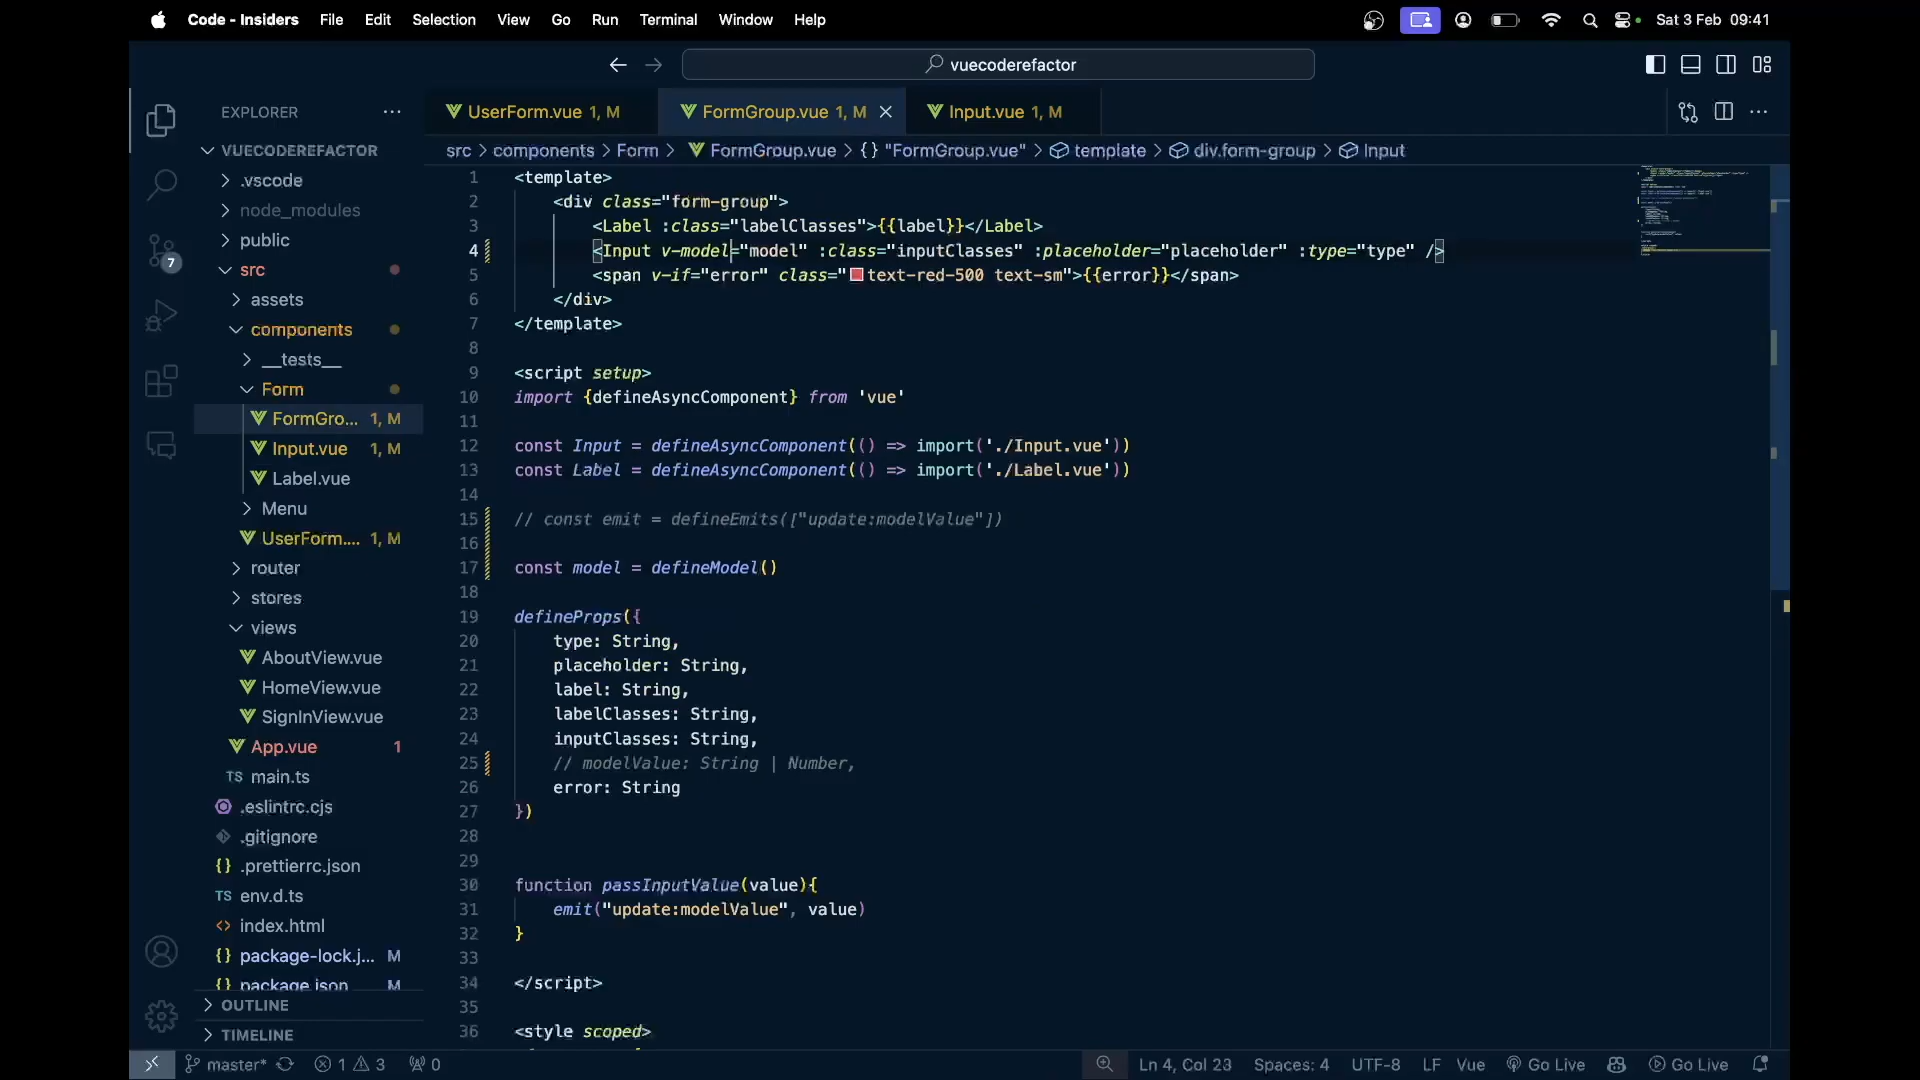 Code - Insiders File Edit Selection View Go Run Terminal Window Help Sat 3 Feb 09:41
vuecoderefactor
EXPLORER
UserForm.vue 1, M FormGroup.vue 1, M Input.vue 1, M
src > components > Form > FormGroup.vue > {} "FormGroup.vue" > template > div.form-group > Input
VUECODEREFACTOR
.vscode
node_modules
public
7
src
assets
components
__tests__
Form
FormGro... 1, M
Input.vue 1, M
Label.vue
Menu
UserForm.... 1, M
router
stores
views
AboutView.vue
HomeView.vue
SignInView.vue
App.vue 1
TS main.ts
.eslintrc.cjs
.gitignore
{} .prettierrc.json
TS env.d.ts
<> index.html
{} package-lock.j... M
{} package.json M
OUTLINE
TIMELINE
1 <template>
2 <div class="form-group">
3 <Label :class="labelClasses">{{label}}</Label>
4 <Input v-model="model" :class="inputClasses" :placeholder="placeholder" :type="type" />
5 <span v-if="error" class="text-red-500 text-sm">{{error}}</span>
6 </div>
7 </template>
8
9 <script setup>
10 import {defineAsyncComponent} from 'vue'
11
12 const Input = defineAsyncComponent(() => import('./Input.vue'))
13 const Label = defineAsyncComponent(() => import('./Label.vue'))
14
15 // const emit = defineEmits(["update:modelValue"])
16
17 const model = defineModel()
18
19 defineProps({
20 type: String,
21 placeholder: String,
22 label: String,
23 labelClasses: String,
24 inputClasses: String,
25 // modelValue: String | Number,
26 error: String
27 })
28
29
30 function passInputValue(value){
31 emit("update:modelValue", value)
32 }
33
34 </script>
35
36 <style scoped>
master* 1 3 0 Ln 4, Col 23 Spaces: 4 UTF-8 LF Vue Go Live Go Live